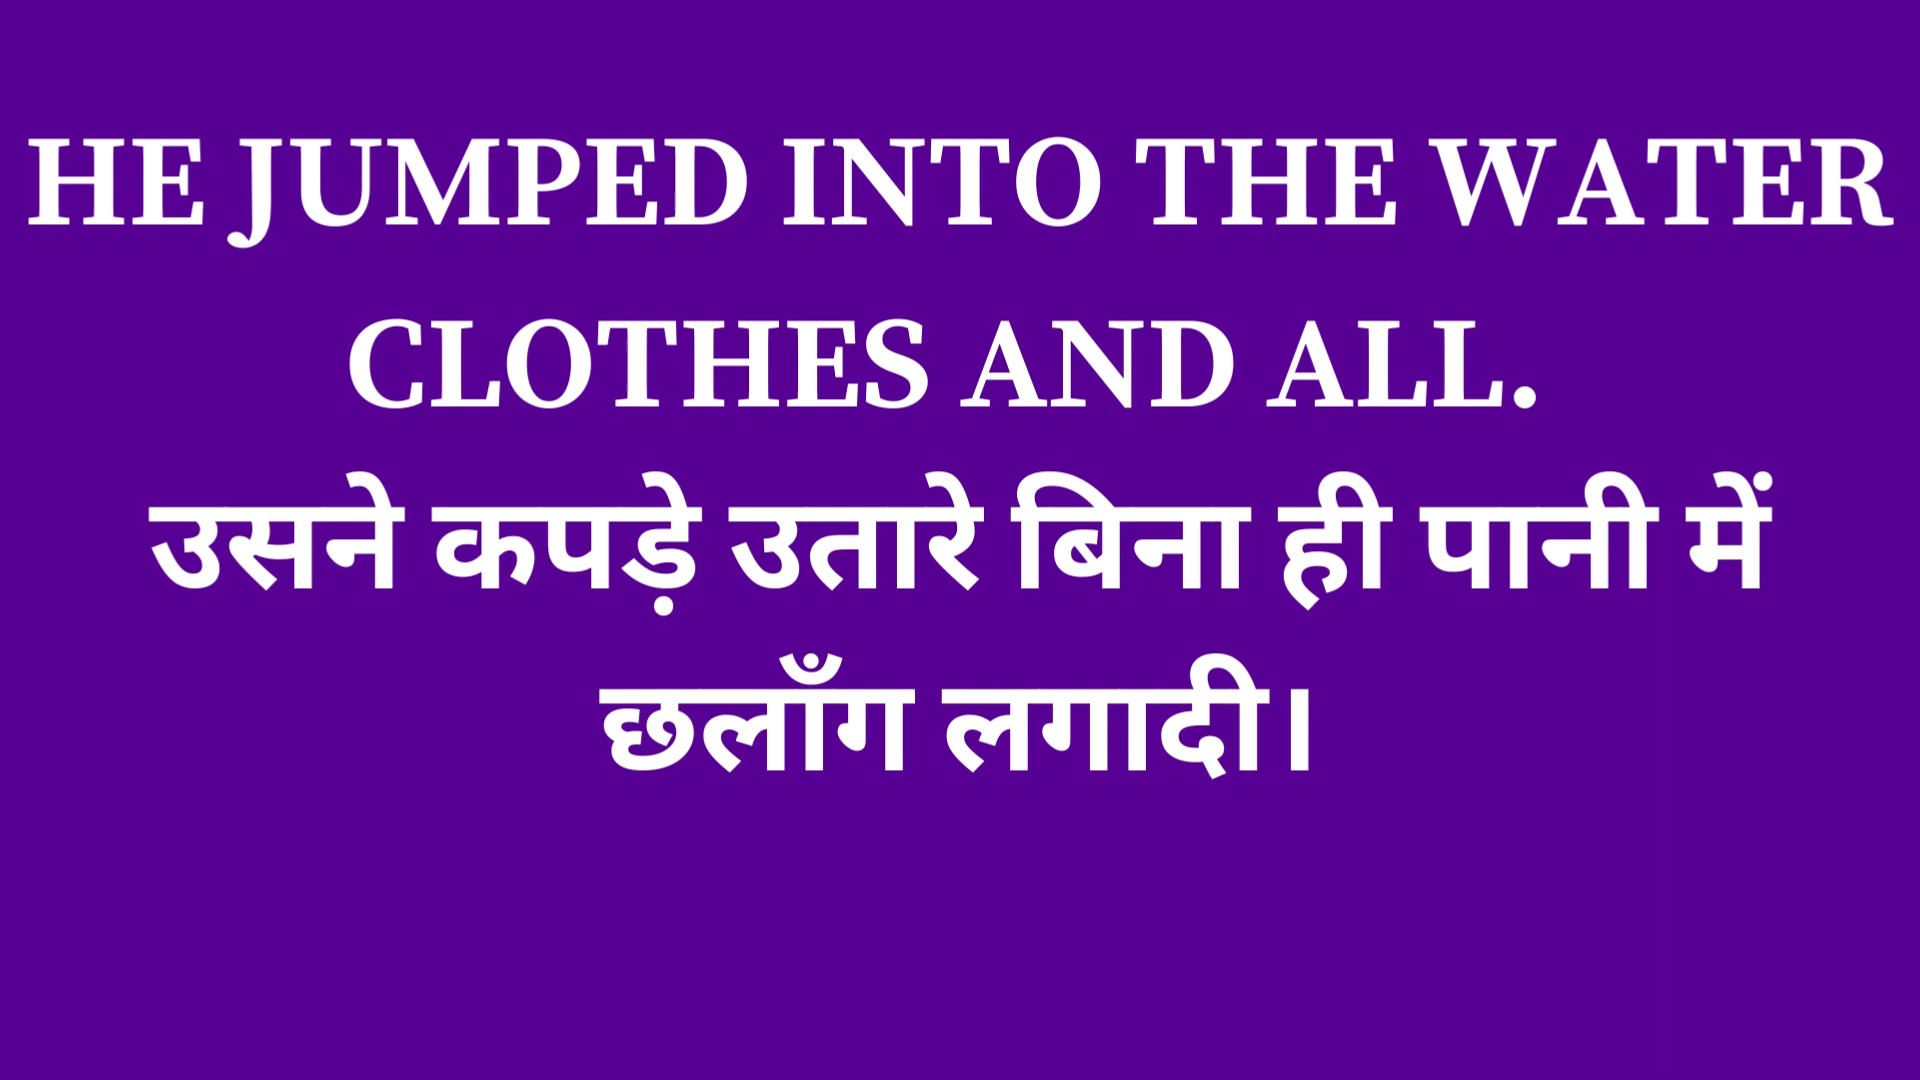 HE JUMPED INTO THE WATER
CLOTHES AND ALL.
उसने कपड़े उतारे बिना ही पानी में
छलाँग लगादी।